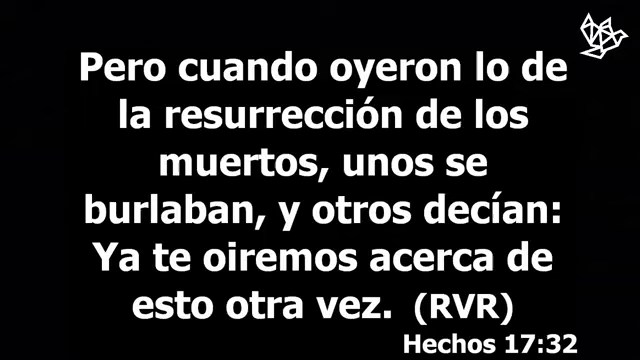 Pero cuando oyeron lo de
la resurrección de los
muertos, unos se
burlaban, y otros decían:
Ya te oiremos acerca de
esto otra vez. (RVR)
Hechos 17:32